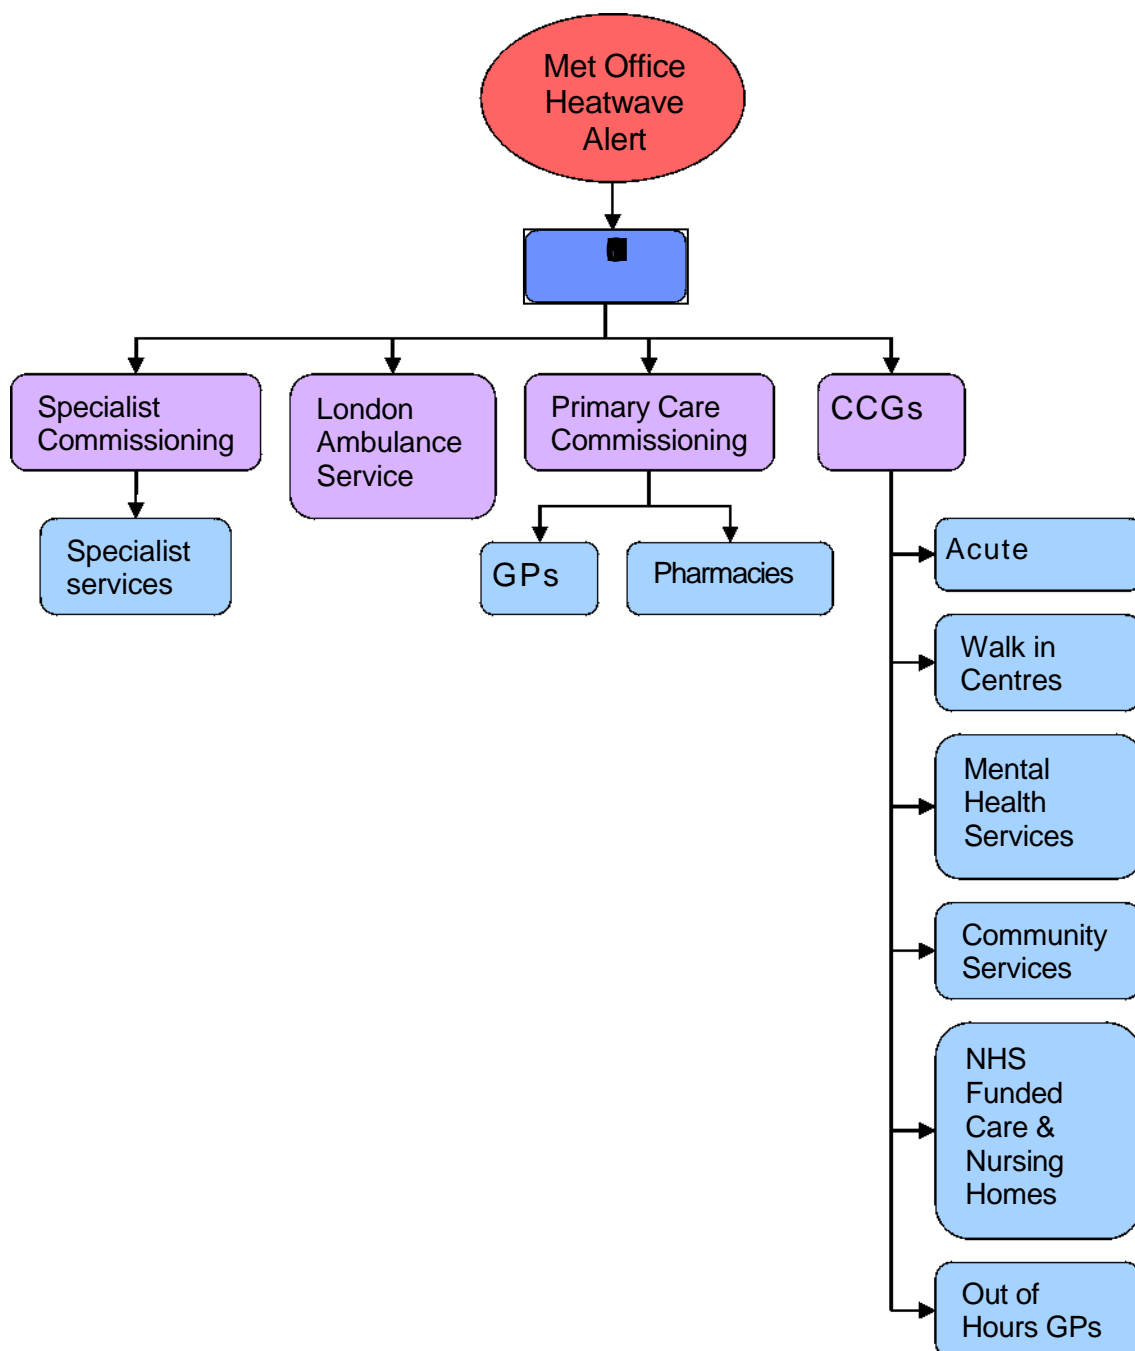 Met Office
Heatwave
Alert
Specialist
Commissioning
London
Ambulance
Service
Primary Care
Commissioning
CCGs
Specialist
services
GPs
Pharmacies
Acute
Walk in
Centres
Mental
Health
Services
Community
Services
NHS
Funded
Care &
Nursing
Homes
Out of
Hours GPs